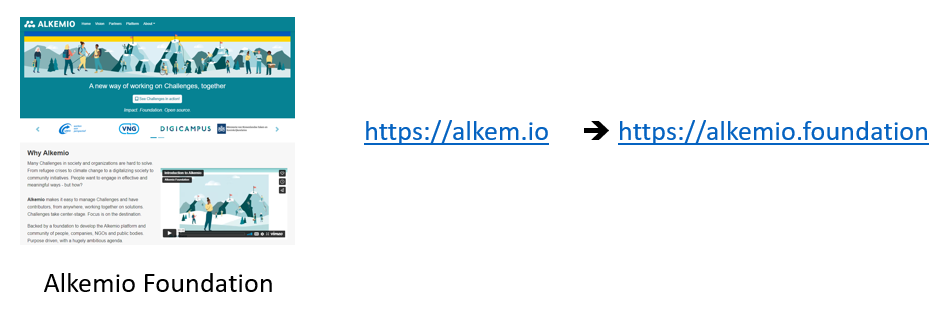 ALKEMIO Home Vision Partners Platform About
A new way of working on Challenges, together
See Challenges in action!
Impact. Foundation. Open source
VNG DIGICAMPUS
Why Alkemio
Many Challenges in society and organizations are hard to solve
From refugee crises to climate change to a digitalizing society to
community initiatives. People want to engage in effective and
meaningful ways - but how?
Alkemio makes it easy to manage Challenges and have
contributors, from anywhere, working together on solutions.
Challenges take center stage. Focus is on the destination.
Backed by a foundation to develop the Alkemio platform and
community of people, companies, NGOs and public bodies.
Purpose driven, with a hugely ambitious agenda.
Introduction to Alkemio
Alkemio Foundation
vimeo
https://alkem.io ➔ https://alkemio.foundation
Alkemio Foundation